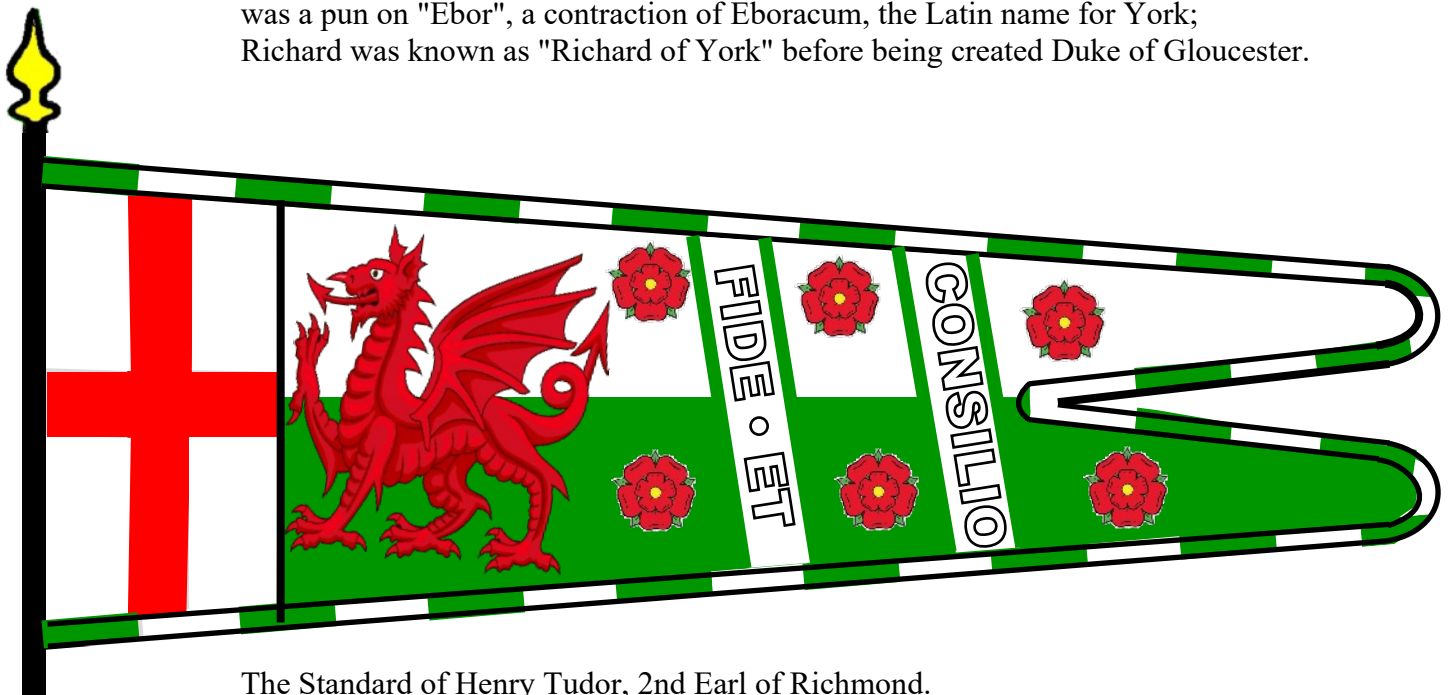 was a pun on "Ebor", a contraction of Eboracum, the Latin name for York;
Richard was known as "Richard of York" before being created Duke of Gloucester.
FIDE • ET
CONSILIO
The Standard of Henry Tudor, 2nd Earl of Richmond.